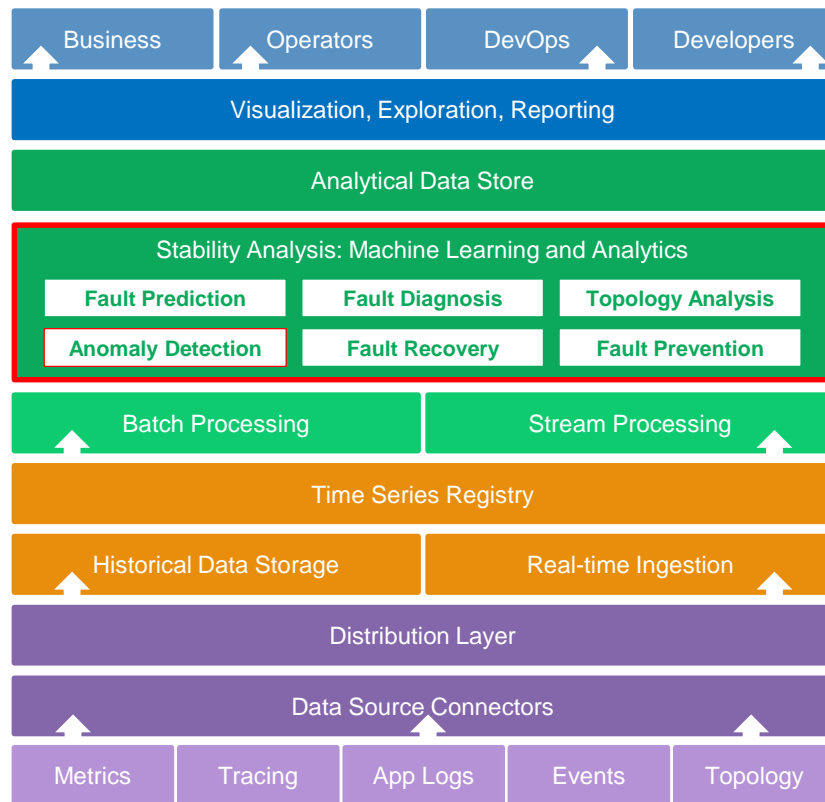 Business
Operators
DevOps
Developers
Visualization, Exploration, Reporting
Analytical Data Store
Stability Analysis: Machine Learning and Analytics
Fault Prediction
Fault Diagnosis
Topology Analysis
Anomaly Detection
Fault Recovery
Fault Prevention
Batch Processing
Stream Processing
Time Series Registry
Historical Data Storage
Real-time Ingestion
Distribution Layer
Data Source Connectors
Metrics
Tracing
App Logs
Events
Topology